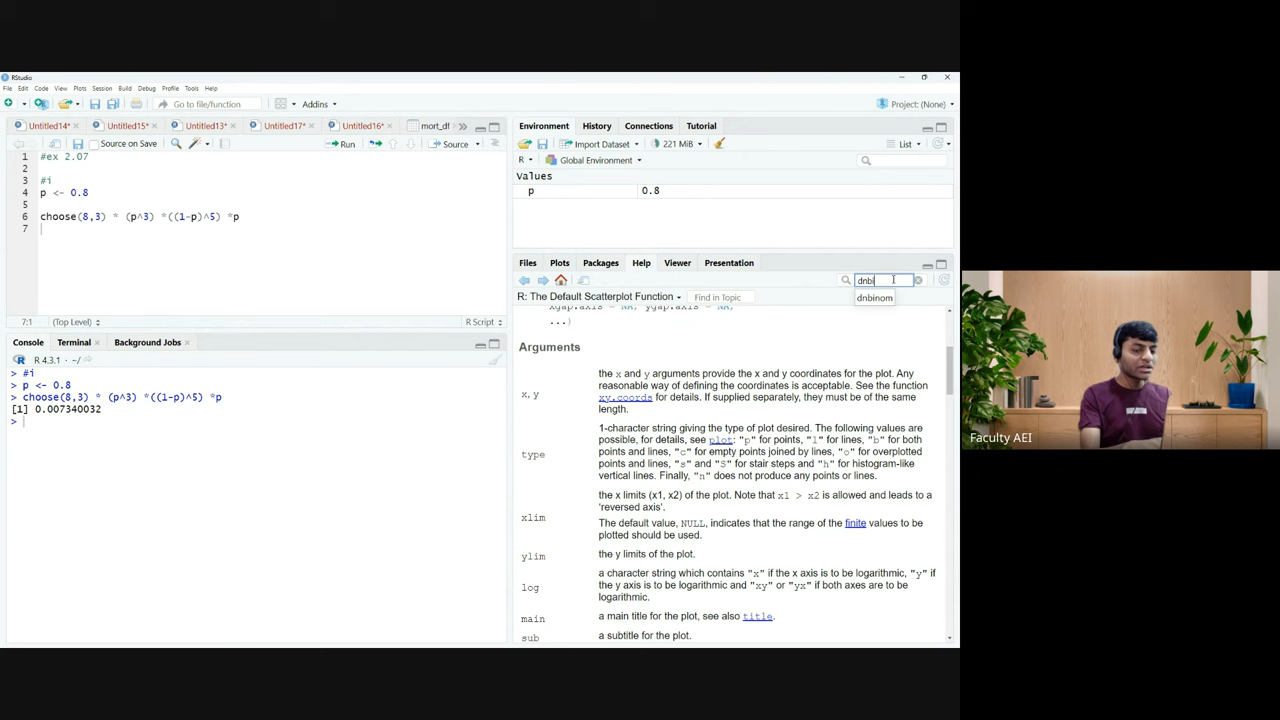 RStudio
File Edit Code View Plots Session Build Debug Profile Tools Help
Go to file/function Addins Project: (None)
Untitled14* Untitled15* Untitled13* Untitled17* Untitled16* mort_df
Source on Save Run Source
1 #ex 2.07
2
3 #i
4 p <- 0.8
5
6 choose(8,3) * (p^3) *((1-p)^5) *p
7
7:1 (Top Level) R Script
Console Terminal Background Jobs
R 4.3.1 · ~/
> #i
> p <- 0.8
> choose(8,3) * (p^3) *((1-p)^5) *p
[1] 0.007340032
>
Environment History Connections Tutorial
Import Dataset 221 MiB List
R Global Environment
Values
p 0.8
Files Plots Packages Help Viewer Presentation
dnbi
R: The Default Scatterplot Function Find in Topic
dnbinom
xgap.axis = NA, ygap.axis = NA,
...)
Arguments
x, y
the x and y arguments provide the x and y coordinates for the plot. Any
reasonable way of defining the coordinates is acceptable. See the function
xy.coords for details. If supplied separately, they must be of the same
length.
type
1-character string giving the type of plot desired. The following values are
possible, for details, see plot: "p" for points, "l" for lines, "b" for both
points and lines, "c" for empty points joined by lines, "o" for overplotted
points and lines, "s" and "S" for stair steps and "h" for histogram-like
vertical lines. Finally, "n" does not produce any points or lines.
xlim
the x limits (x1, x2) of the plot. Note that x1 > x2 is allowed and leads to a
'reversed axis'.
The default value, NULL, indicates that the range of the finite values to be
plotted should be used.
ylim
the y limits of the plot.
log
a character string which contains "x" if the x axis is to be logarithmic, "y" if
the y axis is to be logarithmic and "xy" or "yx" if both axes are to be
logarithmic.
main
a main title for the plot, see also title.
sub
a subtitle for the plot.
Faculty AEI